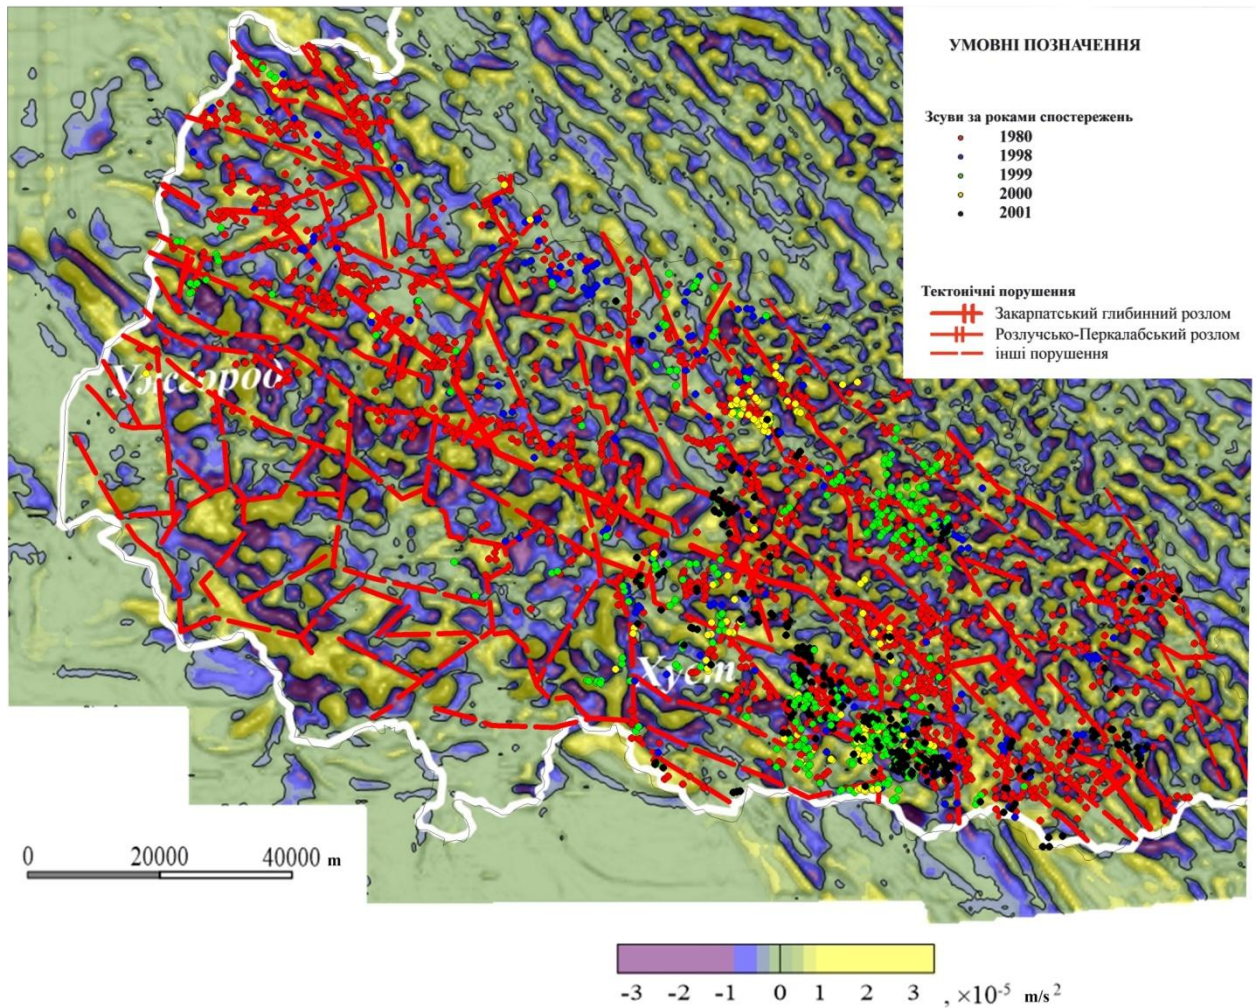 УМОВНІ ПОЗНАЧЕННЯ
Зсуви за роками спостережень
1980
1998
1999
2000
2001
Тектонічні порушення
Закарпатський глибинний розлом
Розлучсько-Перкалабський розлом
інші порушення
Ужгород
Хуст
0 20000 40000 m
-3 -2 -1 0 1 2 3 , ×10⁻⁵ m/s²